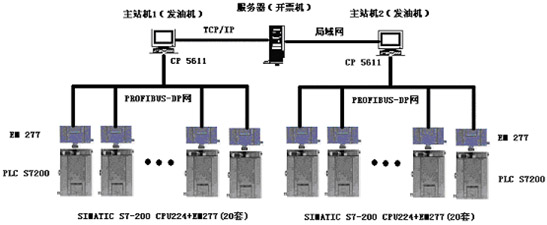 服务器（开票机）
主站机1（发油机）
主站机2（发油机）
TCP/IP
局域网
CP 5611
CP 5611
PROFIBUS-DP网
PROFIBUS-DP网
EM 277
EM 277
PLC S7200
PLC S7200
SIMATIC S7-200 CPU224+EM277(20套)
SIMATIC S7-200 CPU224+EM277(20套)